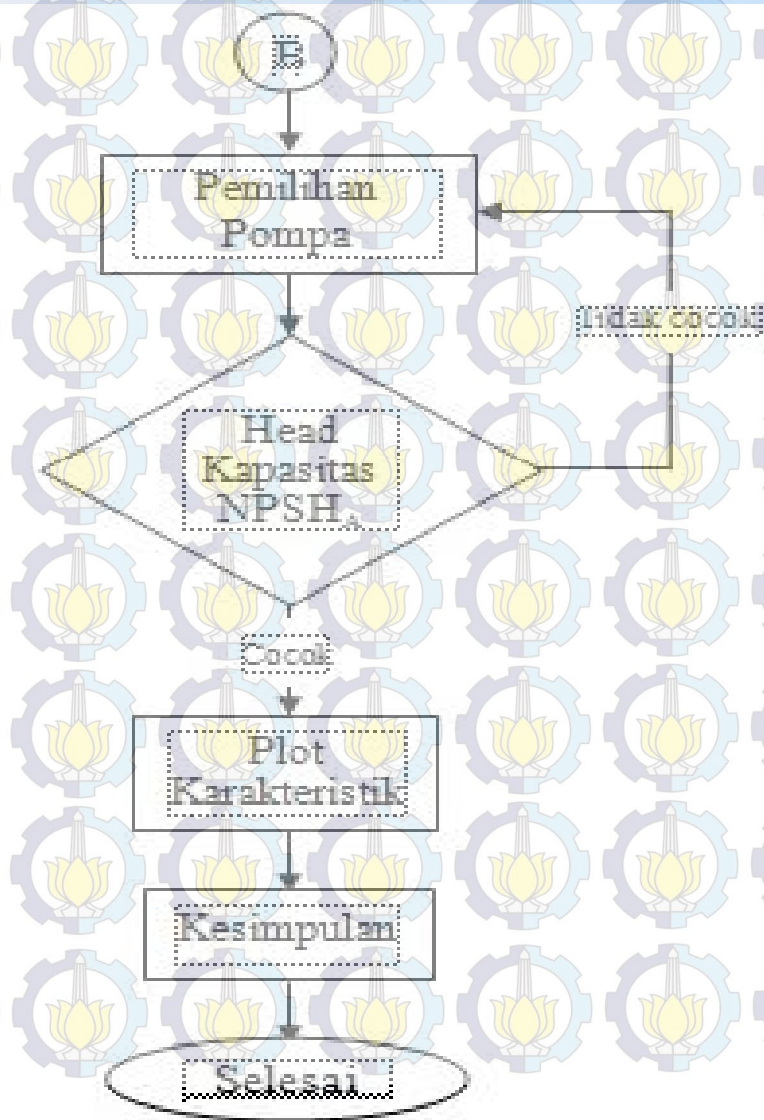 B
Pemilihan
Pompa
Tidak cocok
Head
Kapasitas
NPSHA
Cocok
Plot
Karakteristik
Kesimpulan
Selesai